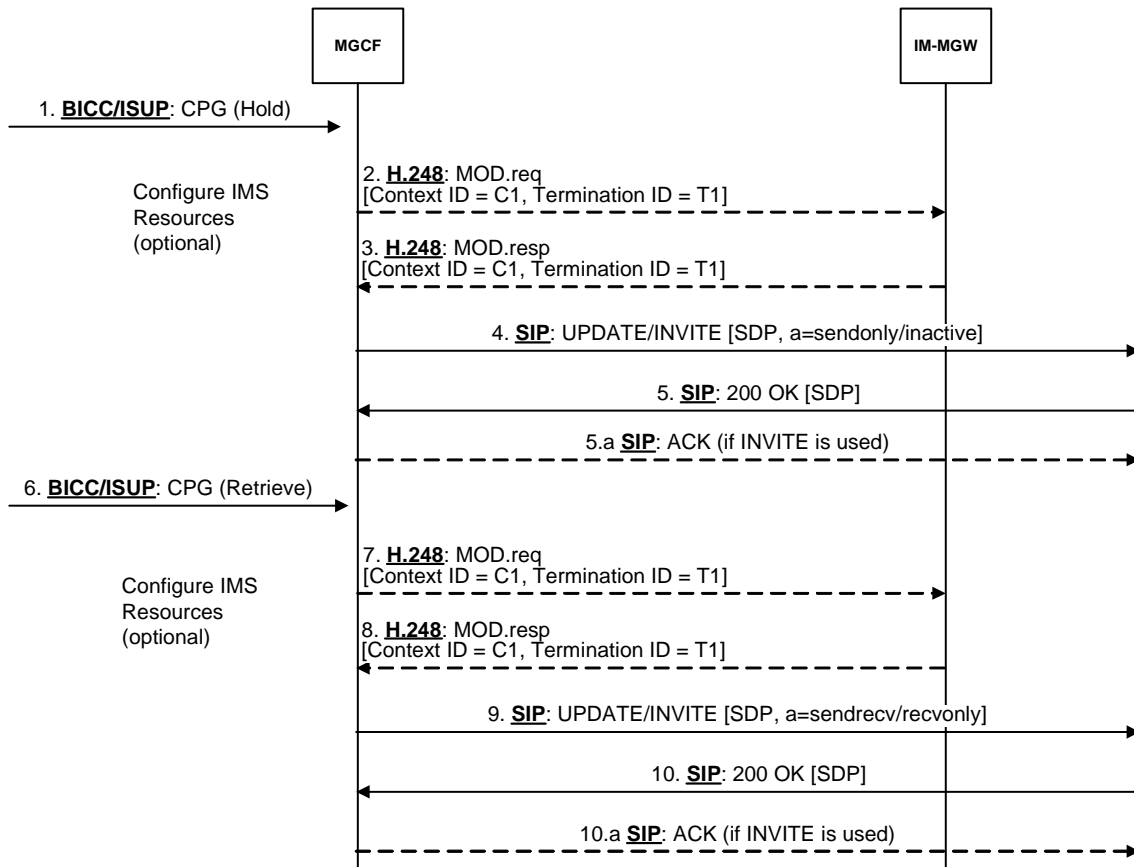 MGCF
IM-MGW
1. BICC/ISUP: CPG (Hold)
Configure IMS
Resources
(optional)
2. H.248: MOD.req
[Context ID = C1, Termination ID = T1]
3. H.248: MOD.resp
[Context ID = C1, Termination ID = T1]
4. SIP: UPDATE/INVITE [SDP, a=sendonly/inactive]
5. SIP: 200 OK [SDP]
5.a SIP: ACK (if INVITE is used)
6. BICC/ISUP: CPG (Retrieve)
Configure IMS
Resources
(optional)
7. H.248: MOD.req
[Context ID = C1, Termination ID = T1]
8. H.248: MOD.resp
[Context ID = C1, Termination ID = T1]
9. SIP: UPDATE/INVITE [SDP, a=sendrecv/recvonly]
10. SIP: 200 OK [SDP]
10.a SIP: ACK (if INVITE is used)